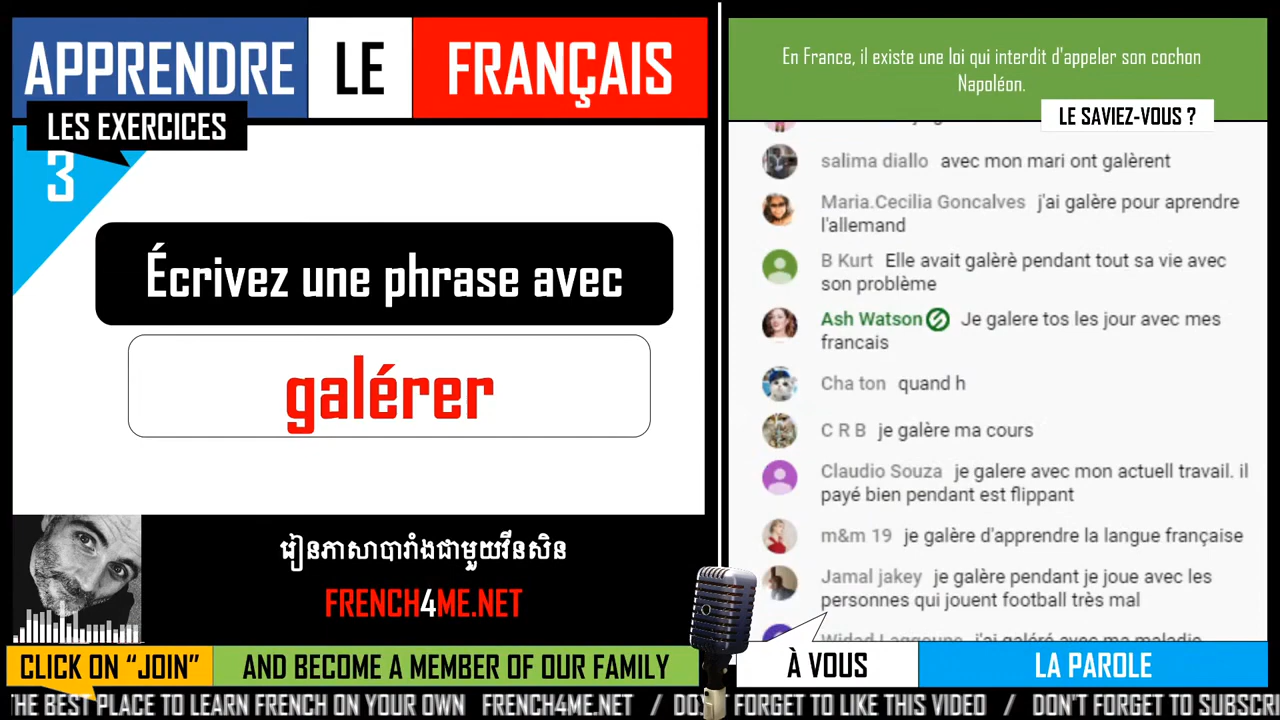 APPRENDRE LE FRANÇAIS
LES EXERCICES
3
Écrivez une phrase avec
galérer
រៀនភាសាបារាំងជាមួយវីនសិន
FRENCH4ME.NET
CLICK ON “JOIN” AND BECOME A MEMBER OF OUR FAMILY
En France, il existe une loi qui interdit d'appeler son cochon
Napoléon.
LE SAVIEZ-VOUS ?
salima diallo avec mon mari ont galèrent
Maria.Cecilia Goncalves j'ai galère pour aprendre
l'allemand
B Kurt Elle avait galèrè pendant tout sa vie avec
son problème
Ash Watson Je galere tos les jour avec mes
francais
Cha ton quand h
C R B je galère ma cours
Claudio Souza je galere avec mon actuell travail. il
payé bien pendant est flippant
m&m 19 je galère d'apprendre la langue française
Jamal jakey je galère pendant je joue avec les
personnes qui jouent football très mal
Widad Laggoune j'ai galéré avec ma maladie
À VOUS LA PAROLE
THE BEST PLACE TO LEARN FRENCH ON YOUR OWN FRENCH4ME.NET / DON'T FORGET TO LIKE THIS VIDEO / DON'T FORGET TO SUBSCRI